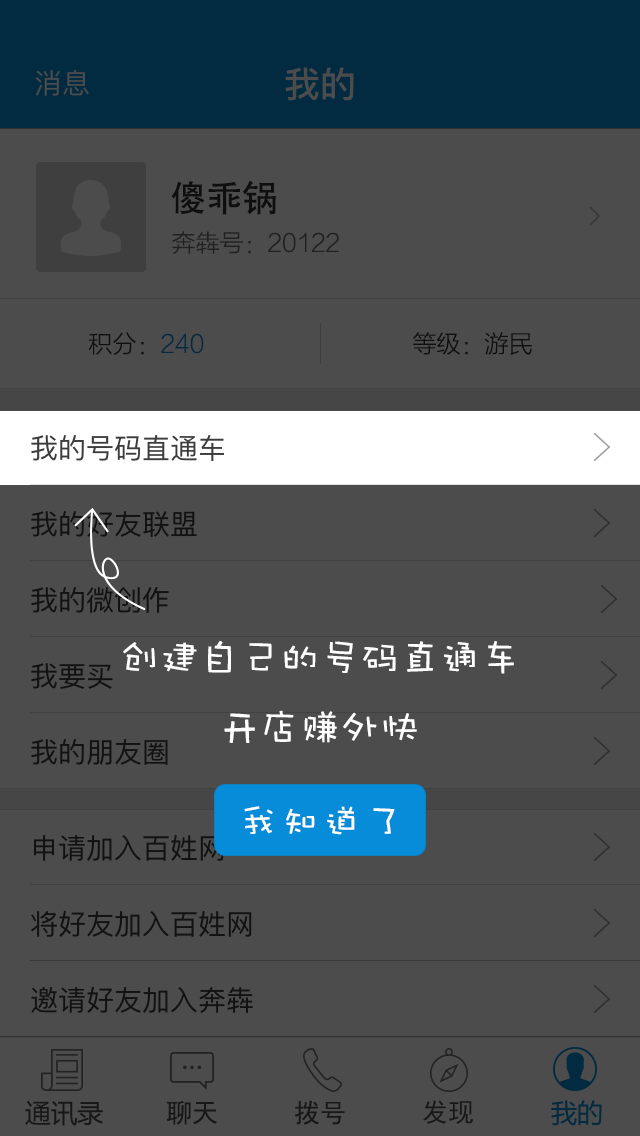 消息
我的
傻乖锅
奔犇号：20122
积分：240
等级：游民
我的号码直通车
我的好友联盟
我的微创作
我要买
创建自己的号码直通车
开店赚外快
我的朋友圈
我知道了
申请加入百姓网
将好友加入百姓网
邀请好友加入奔犇
通讯录
聊天
拨号
发现
我的